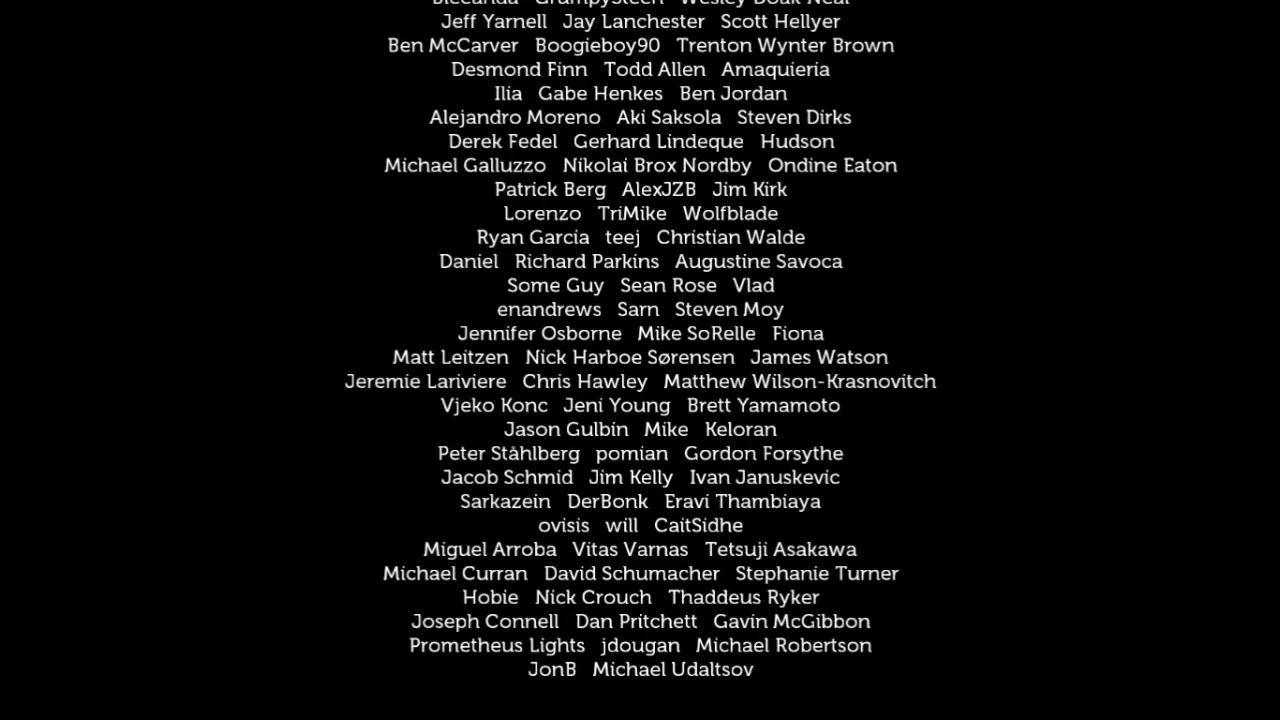 GrampySteen   Wesley Doak Neal
Jeff Yarnell   Jay Lanchester   Scott Hellyer
Ben McCarver   Boogieboy90   Trenton Wynter Brown
Desmond Finn   Todd Allen   Amaquieria
Ilia   Gabe Henkes   Ben Jordan
Alejandro Moreno   Aki Saksola   Steven Dirks
Derek Fedel   Gerhard Lindeque   Hudson
Michael Galluzzo   Nikolai Brox Nordby   Ondine Eaton
Patrick Berg   AlexJZB   Jim Kirk
Lorenzo   TriMike   Wolfblade
Ryan Garcia   teej   Christian Walde
Daniel   Richard Parkins   Augustine Savoca
Some Guy   Sean Rose   Vlad
enandrews   Sarn   Steven Moy
Jennifer Osborne   Mike SoRelle   Fiona
Matt Leitzen   Nick Harboe Sørensen   James Watson
Jeremie Lariviere   Chris Hawley   Matthew Wilson-Krasnovitch
Vjeko Konc   Jeni Young   Brett Yamamoto
Jason Gulbin   Mike   Keloran
Peter Ståhlberg   pomian   Gordon Forsythe
Jacob Schmid   Jim Kelly   Ivan Januskevic
Sarkazein   DerBonk   Eravi Thambiaya
ovisis   will   CaitSidhe
Miguel Arroba   Vitas Varnas   Tetsuji Asakawa
Michael Curran   David Schumacher   Stephanie Turner
Hobie   Nick Crouch   Thaddeus Ryker
Joseph Connell   Dan Pritchett   Gavin McGibbon
Prometheus Lights   jdougan   Michael Robertson
JonB   Michael Udaltsov